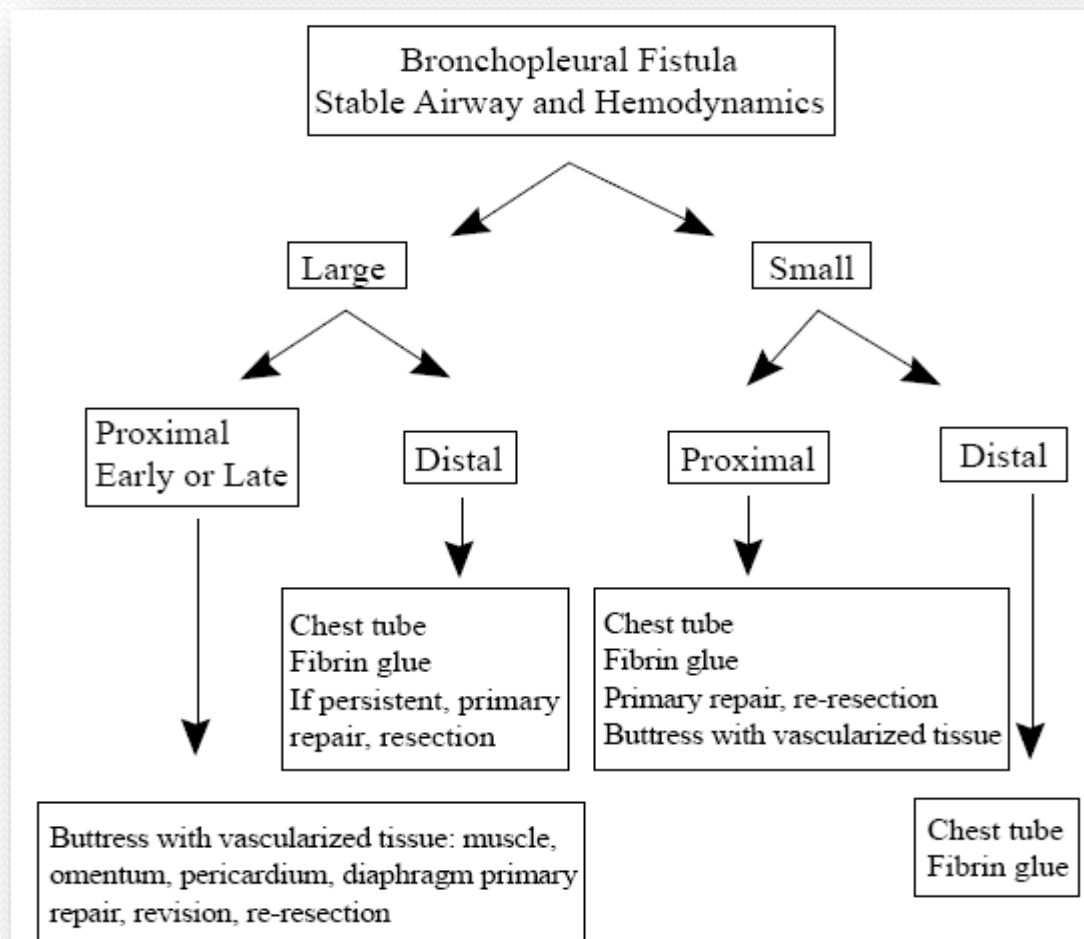 Bronchopleural Fistula
Stable Airway and Hemodynamics
Large
Small
Proximal
Early or Late
Distal
Proximal
Distal
Chest tube
Fibrin glue
If persistent, primary
repair, resection
Chest tube
Fibrin glue
Primary repair, re-resection
Buttress with vascularized tissue
Buttress with vascularized tissue: muscle,
omentum, pericardium, diaphragm primary
repair, revision, re-resection
Chest tube
Fibrin glue